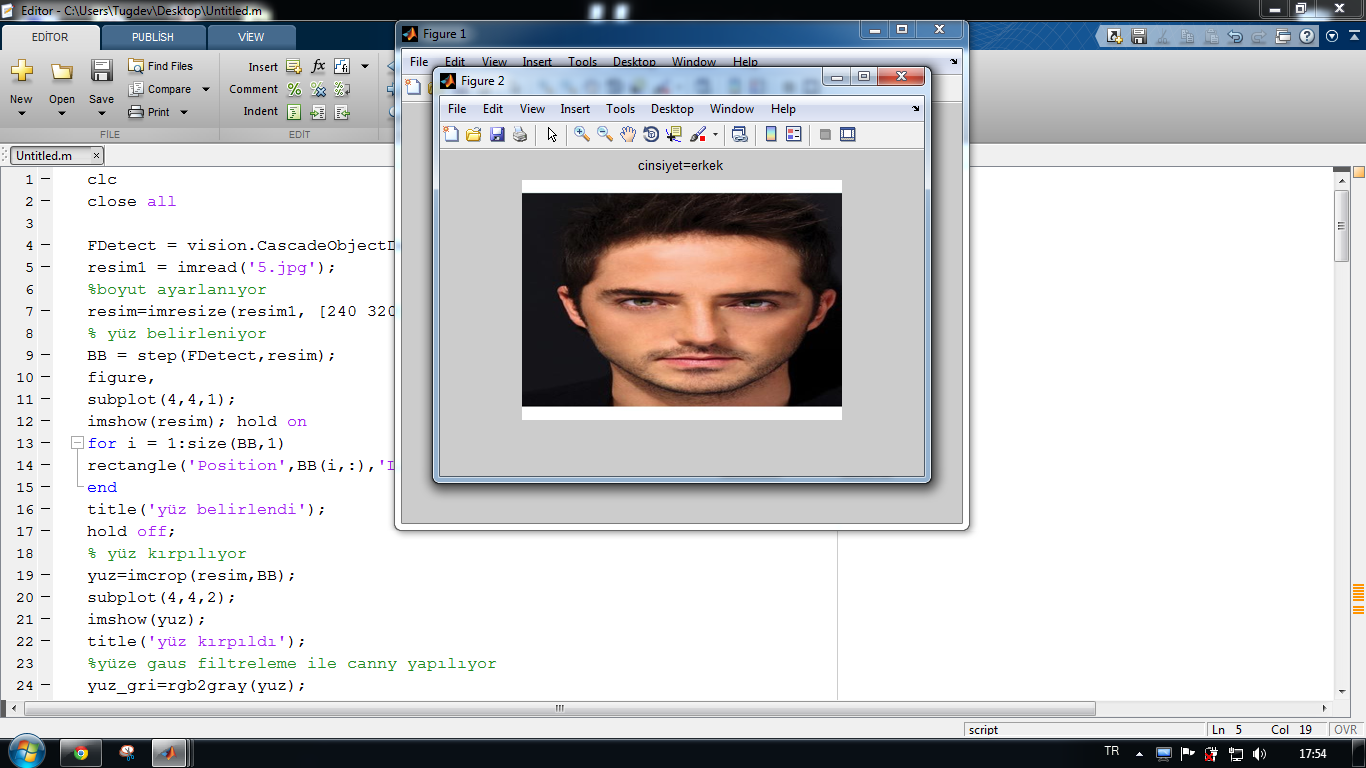 Editor - C:\Users\Tugdev\Desktop\Untitled.m
EDİTOR PUBLİSH VİEW
New Open Save
Find Files
Compare
Print
FİLE
Insert
Comment
Indent
EDİT
Untitled.m ×
1 clc
2 close all
3
4 FDetect = vision.CascadeObjectD
5 resim1 = imread('5.jpg');
6 %boyut ayarlanıyor
7 resim=imresize(resim1, [240 320
8 % yüz belirleniyor
9 BB = step(FDetect,resim);
10 figure,
11 subplot(4,4,1);
12 imshow(resim); hold on
13 for i = 1:size(BB,1)
14 rectangle('Position',BB(i,:),'L
15 end
16 title('yüz belirlendi');
17 hold off;
18 % yüz kırpılıyor
19 yuz=imcrop(resim,BB);
20 subplot(4,4,2);
21 imshow(yuz);
22 title('yüz kırpıldı');
23 %yüze gaus filtreleme ile canny yapılıyor
24 yuz_gri=rgb2gray(yuz);
Figure 1
File Edit View Insert Tools Desktop Window Help
Figure 2
File Edit View Insert Tools Desktop Window Help
cinsiyet=erkek
script Ln 5 Col 19 OVR
TR 17:54